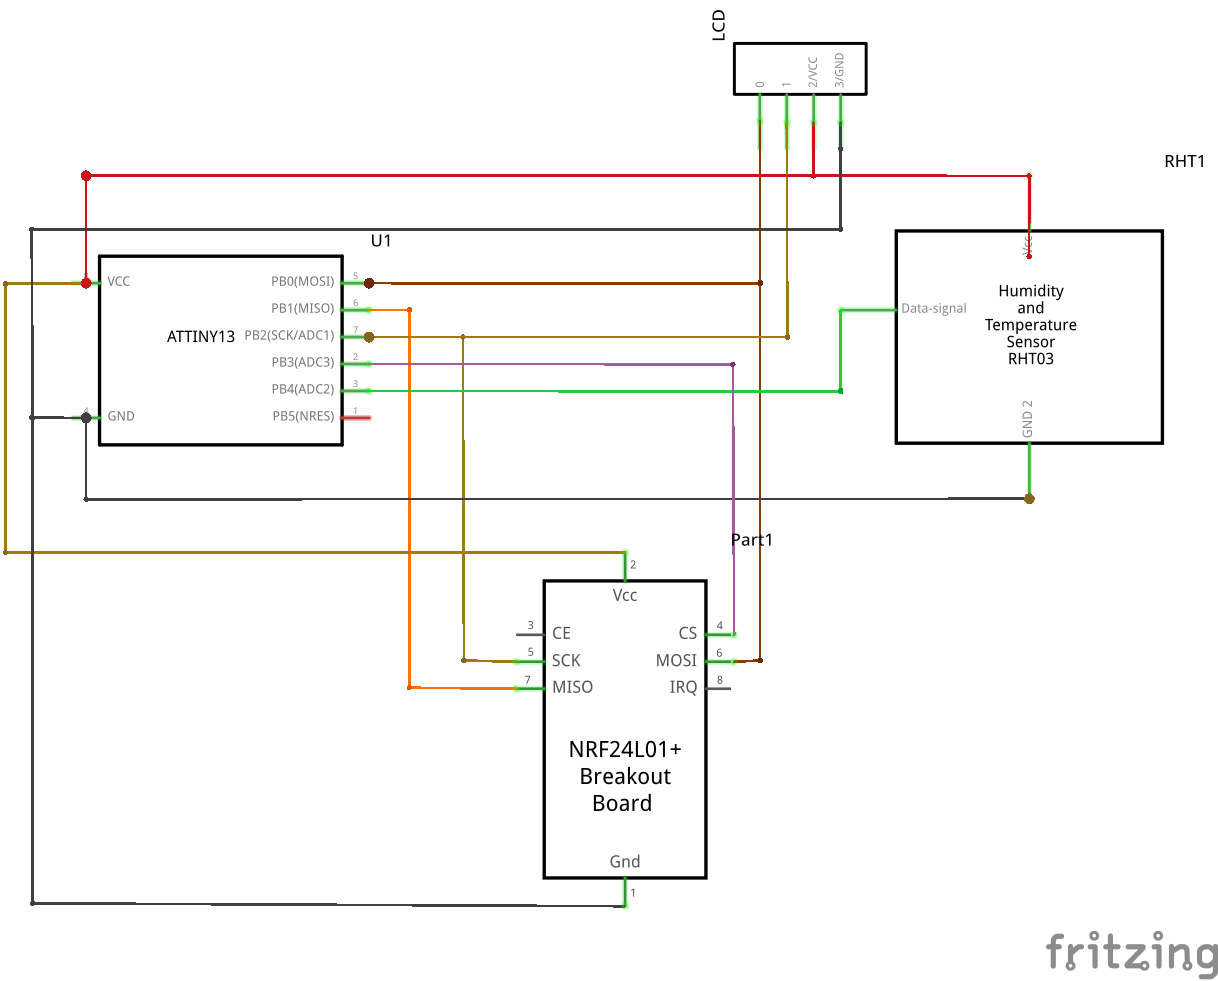 LCD
0
1
2/VCC
3/GND
RHT1
U1
VCC
PB0(MOSI)
5
PB1(MISO)
6
ATTINY13
PB2(SCK/ADC1)
7
PB3(ADC3)
2
PB4(ADC2)
3
4
GND
PB5(NRES)
1
Vcc
Humidity
and
Temperature
Sensor
RHT03
Data-signal
GND 2
Part1
2
Vcc
3
CE
CS
4
5
SCK
MOSI
6
7
MISO
IRQ
8
NRF24L01+
Breakout
Board
Gnd
1
fritzing